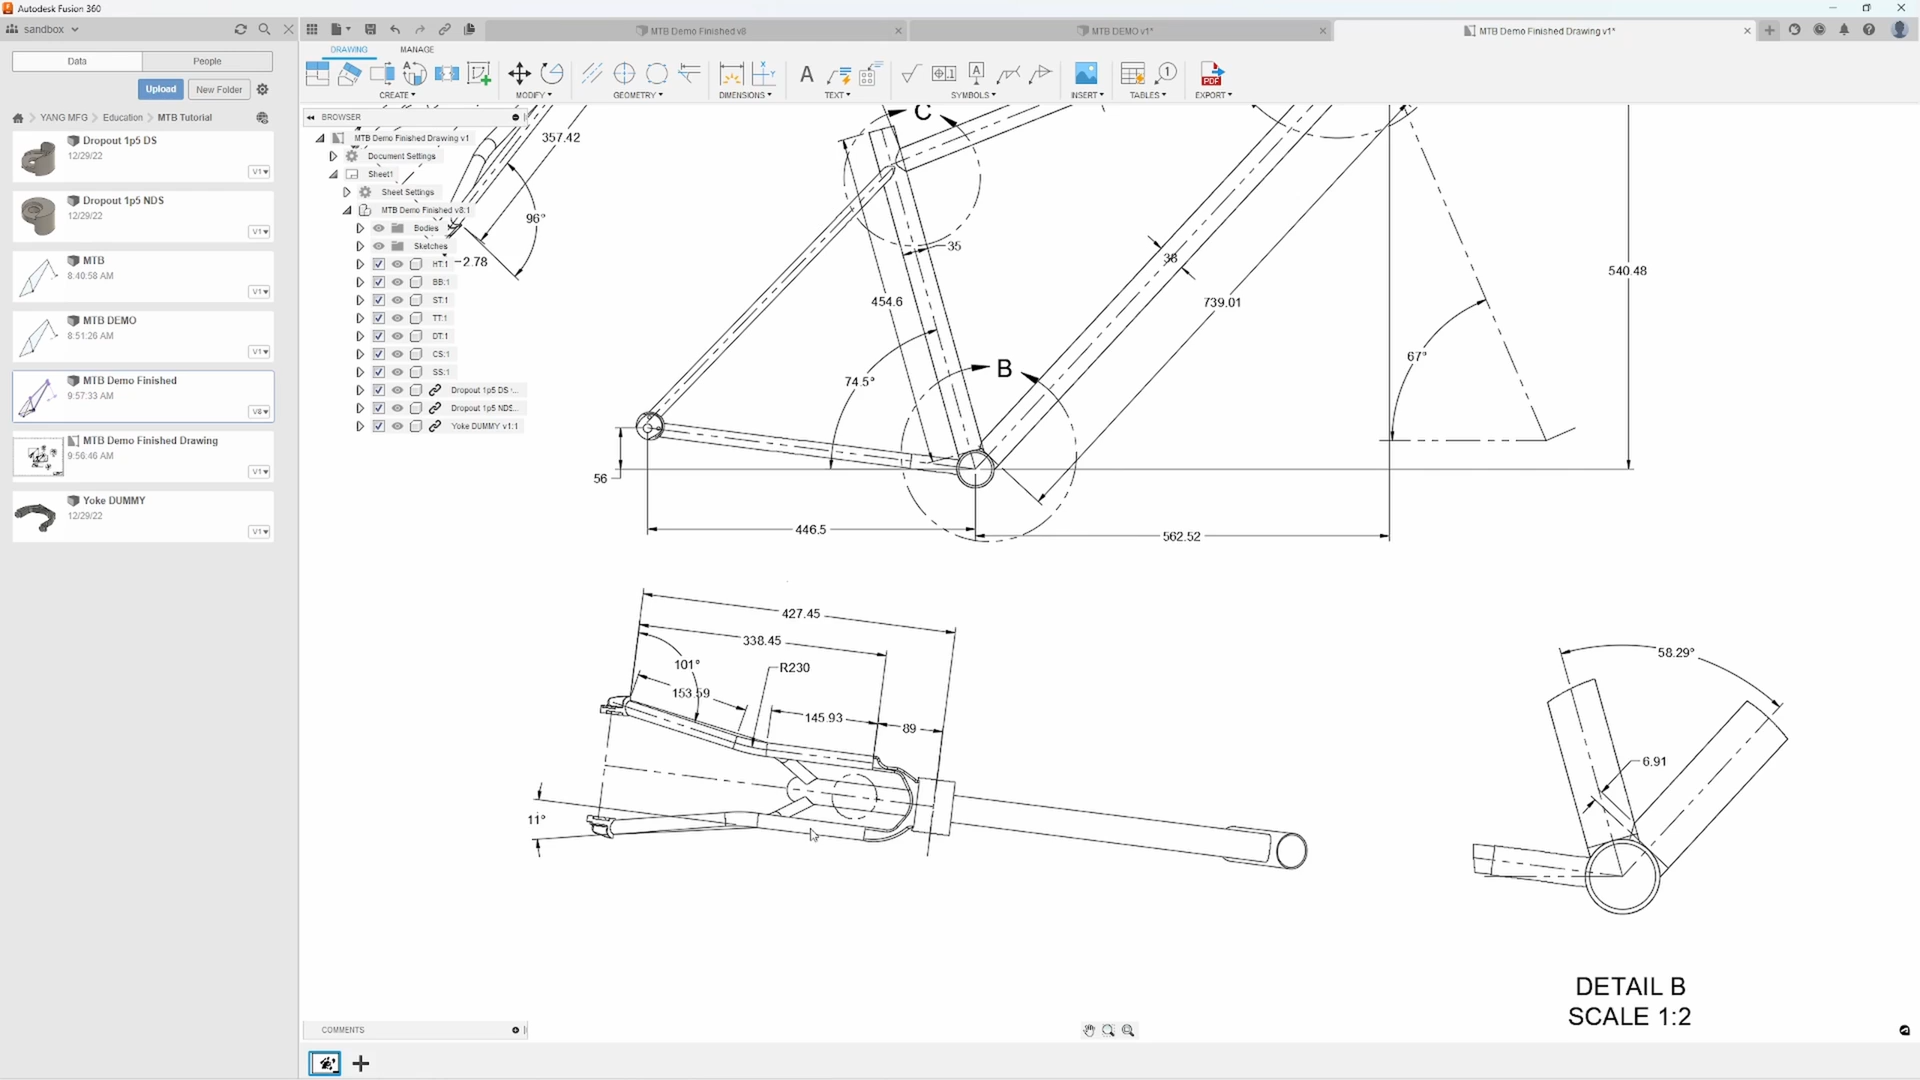 Autodesk Fusion 360
sandbox
MTB Demo Finished v8
MTB DEMO v1*
MTB Demo Finished Drawing v1*
Data
People
DRAWING
MANAGE
Upload
New Folder
CREATE
MODIFY
GEOMETRY
DIMENSIONS
TEXT
SYMBOLS
INSERT
TABLES
EXPORT
PDF
YANG MFG
Education
MTB Tutorial
BROWSER
Dropout 1p5 DS
12/29/22
V1
Dropout 1p5 NDS
12/29/22
V1
MTB
8:40:58 AM
V1
MTB DEMO
8:51:26 AM
V1
MTB Demo Finished
9:57:33 AM
V8
MTB Demo Finished Drawing
9:56:46 AM
V1
Yoke DUMMY
12/29/22
V1
MTB Demo Finished Drawing v1
Document Settings
Sheet1
Sheet Settings
MTB Demo Finished v8:1
Bodies
Sketches
HT:1
BB:1
ST:1
TT:1
DT:1
CS:1
SS:1
Dropout 1p5 DS ...
Dropout 1p5 NDS...
Yoke DUMMY v1:1
357.42
96°
2.78
C
35
454.6
38
739.01
540.48
67°
74.5°
B
56
446.5
562.52
427.45
338.45
101°
R230
153.59
145.93
89
11°
58.29°
6.91
DETAIL B
SCALE 1:2
COMMENTS